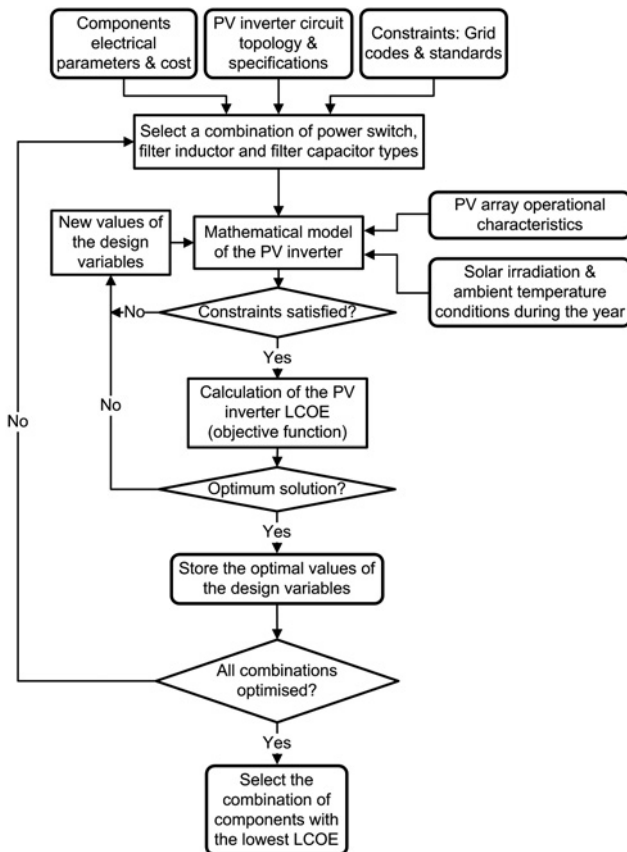 Components
electrical
parameters & cost
PV inverter circuit
topology &
specifications
Constraints: Grid
codes & standards
Select a combination of power switch,
filter inductor and filter capacitor types
New values of
the design
variables
Mathematical model
of the PV inverter
PV array operational
characteristics
Solar irradiation &
ambient temperature
conditions during the year
No
Constraints satisfied?
Yes
Calculation of the PV
inverter LCOE
(objective function)
No
No
Optimum solution?
Yes
Store the optimal values of
the design variables
All combinations
optimised?
Yes
Select the
combination of
components with
the lowest LCOE